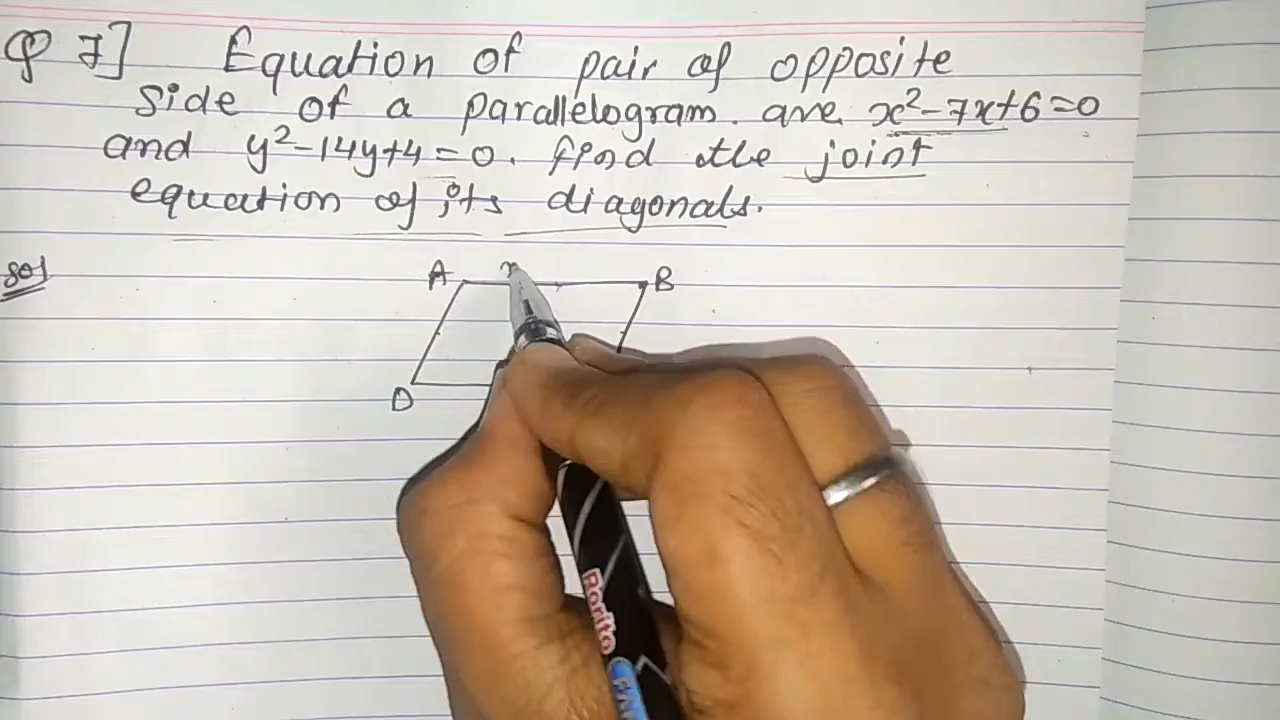 Q 7] Equation of pair of opposite
side of a parallelogram. are x²-7x+6=0
and y²-14y+4=0. find the joint
equation of its diagonals.
sol
A B
D
Rorito